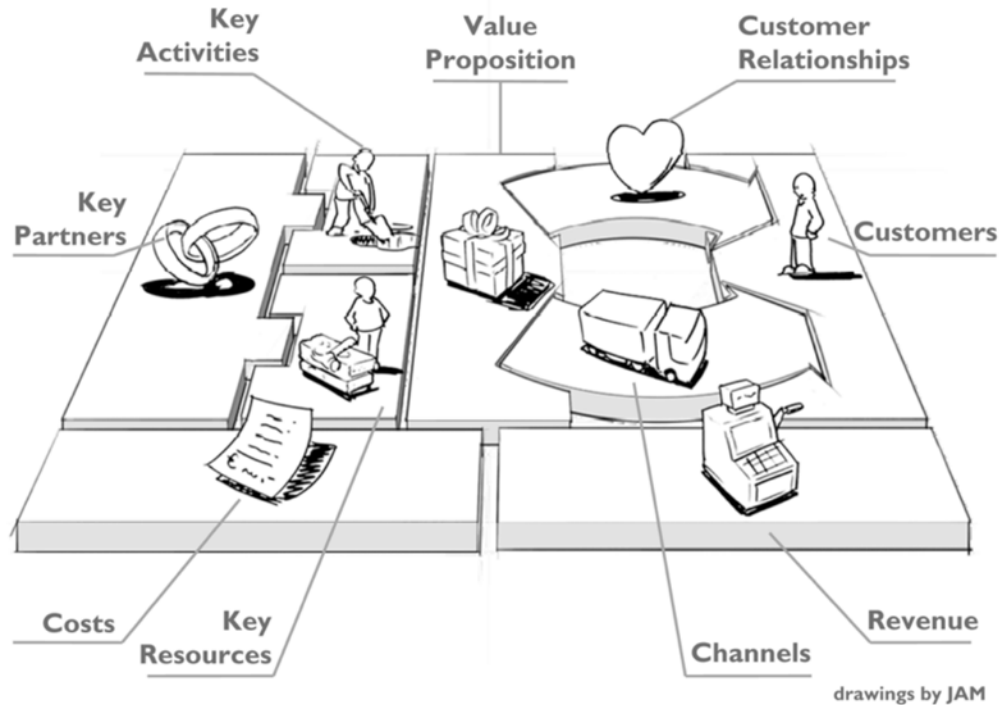 Key
Activities
Value
Proposition
Customer
Relationships
Key
Partners
Customers
€
Costs
Key
Resources
Channels
Revenue
drawings by JAM